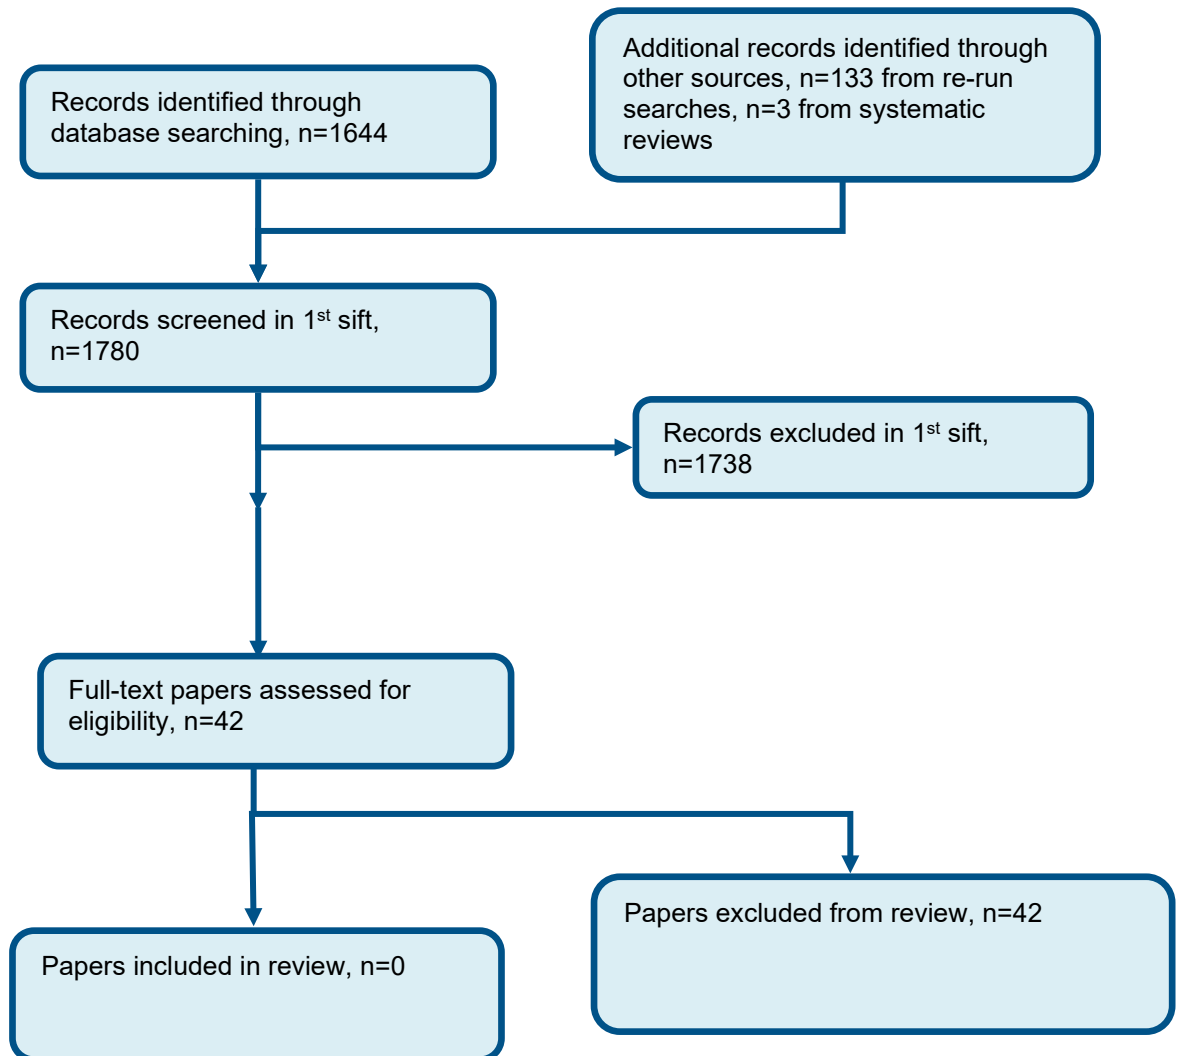 Records identified through
database searching, n=1644
Additional records identified through
other sources, n=133 from re-run
searches, n=3 from systematic
reviews
Records screened in 1st sift,
n=1780
Records excluded in 1st sift,
n=1738
Full-text papers assessed for
eligibility, n=42
Papers included in review, n=0
Papers excluded from review, n=42